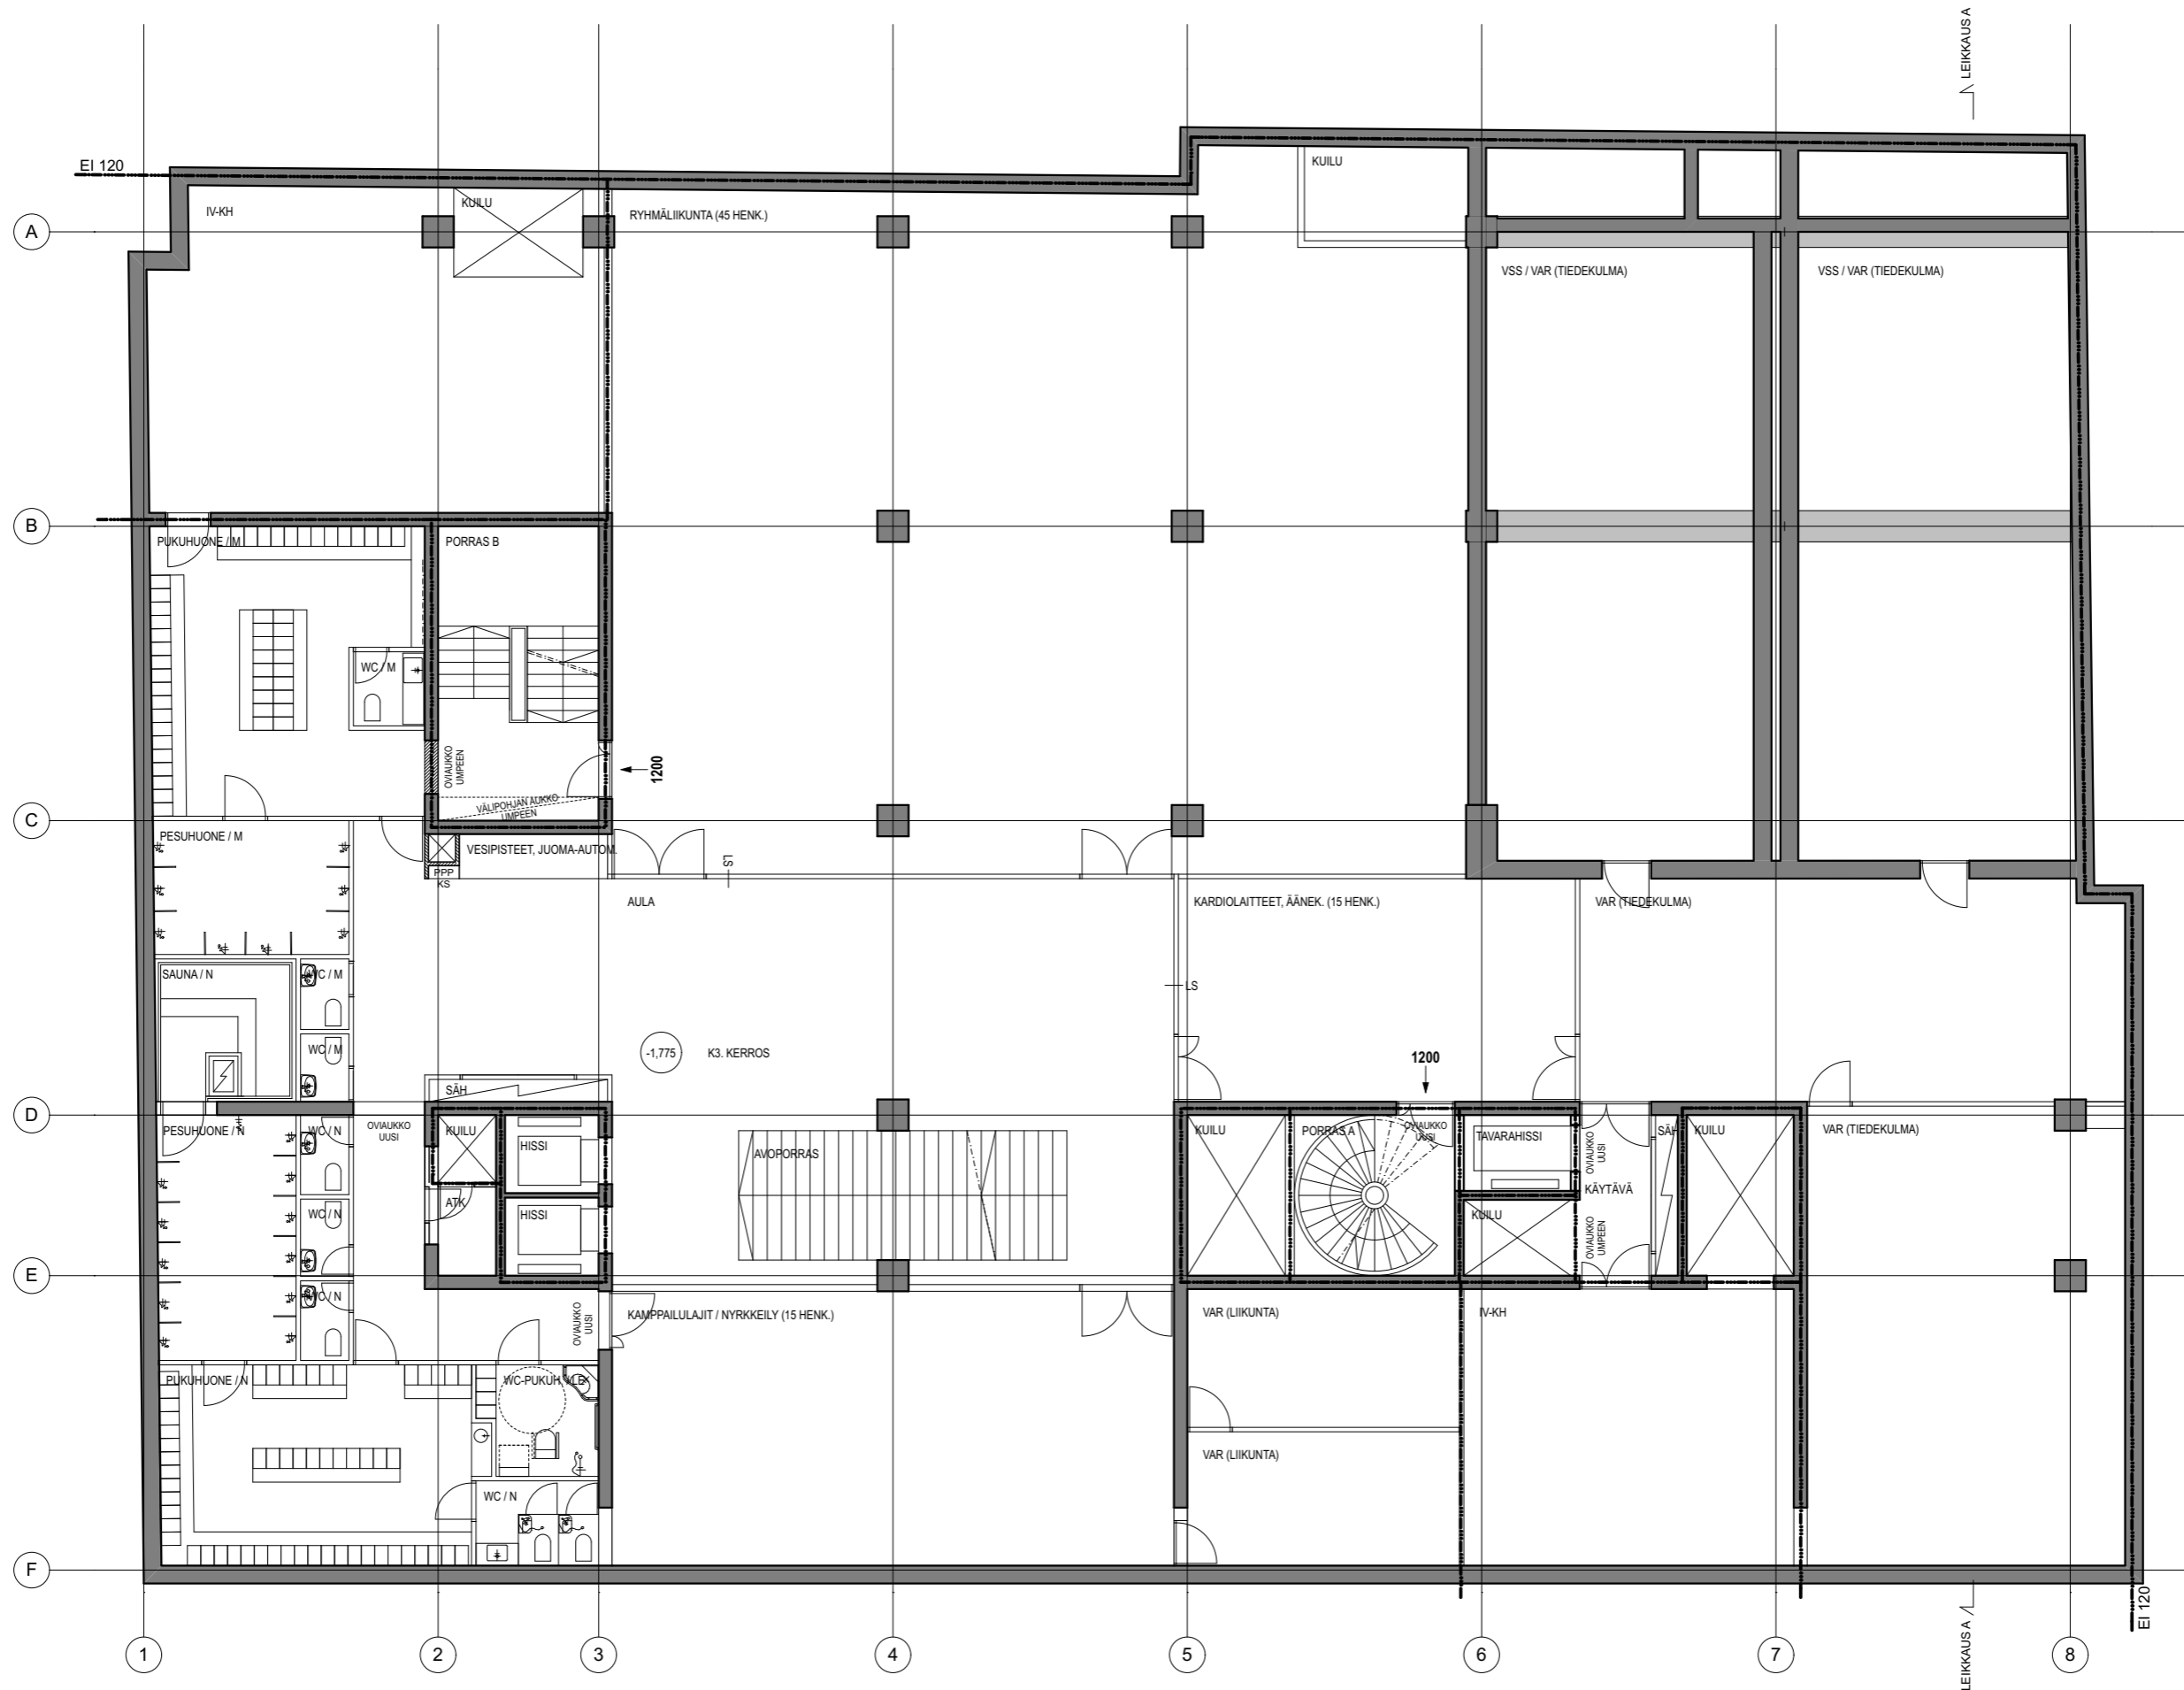 LEIKKAUS A
EI 120
KUILU
IV-KH
KUILU
RYHMÄLIIKUNTA (45 HENK.)
A
VSS / VAR (TIEDEKULMA)
VSS / VAR (TIEDEKULMA)
B
PUKUHUONE / M
PORRAS B
WC / M
OVIAUKKO
UMPEEN
1200
VÄLIPOHJAN AUKKO
UMPEEN
C
PESUHUONE / M
VESIPISTEET, JUOMA-AUTOM.
LS
PPP
KS
AULA
KARDIOLAITTEET, ÄÄNEK. (15 HENK.)
VAR (TIEDEKULMA)
SAUNA / N
WC / M
LS
WC / M
-1,775
K3. KERROS
1200
SÄH
D
PESUHUONE / N
WC / N
OVIAUKKO
UUSI
KUILU
HISSI
AVOPORRAS
KUILU
PORRAS A
OVIAUKKO
UUSI
TAVARAHISSI
OVIAUKKO
UUSI
SÄH
KUILU
VAR (TIEDEKULMA)
KÄYTÄVÄ
ATK
WC / N
HISSI
KUILU
OVIAUKKO
UMPEEN
E
WC / N
OVIAUKKO
UUSI
KAMPPAILULAJIT / NYRKKEILY (15 HENK.)
VAR (LIIKUNTA)
IV-KH
PUKUHUONE / N
WC-PUKUH.
VAR (LIIKUNTA)
WC / N
F
EI 120
LEIKKAUS A
1
2
3
4
5
6
7
8